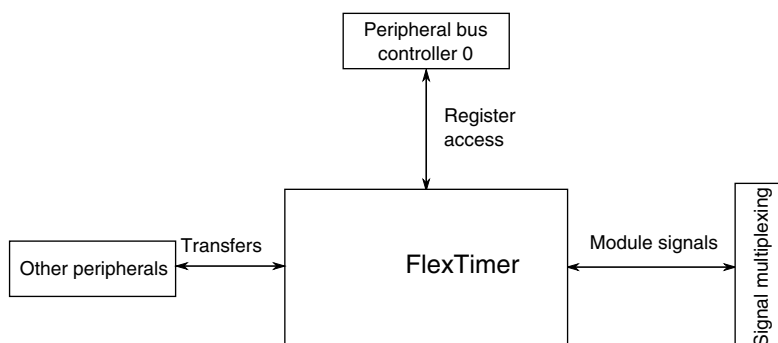 Peripheral bus
controller 0
Register
access
Transfers
Other peripherals
FlexTimer
Module signals
Signal multiplexing